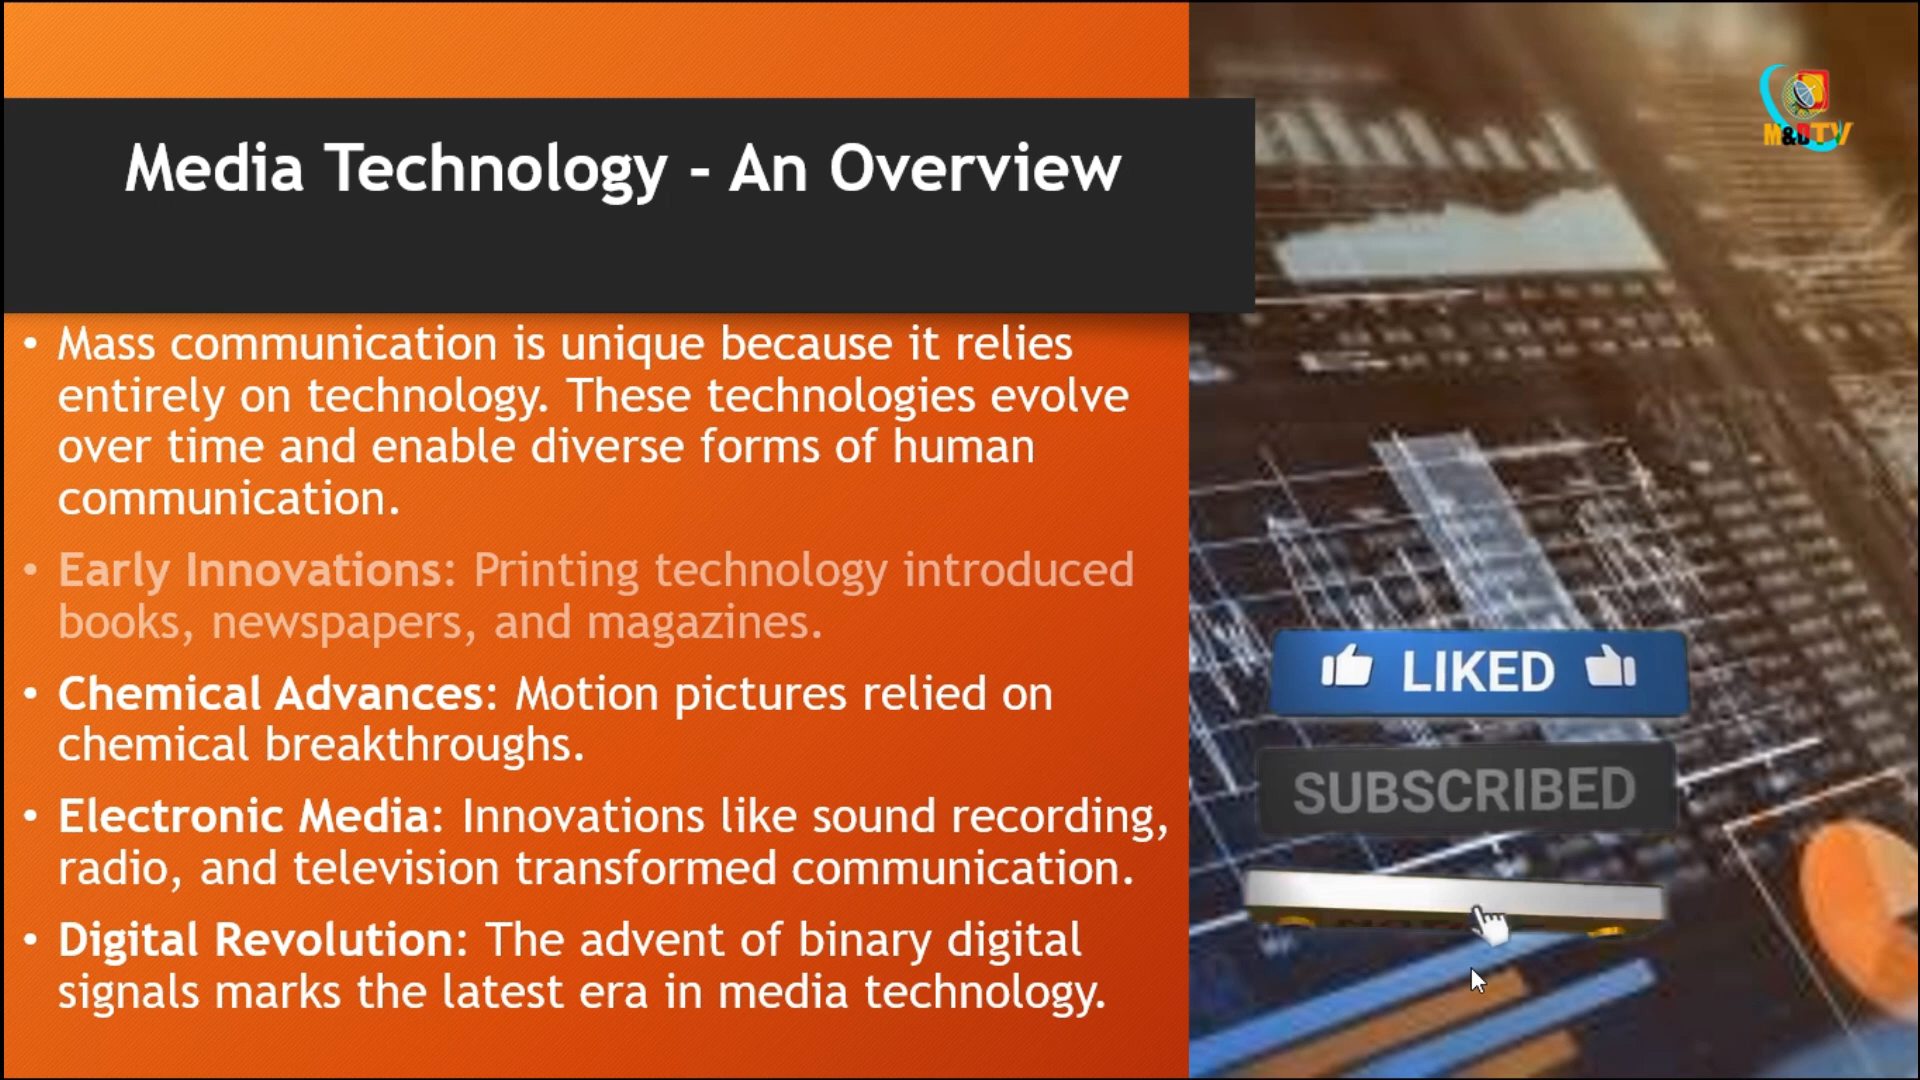 Media Technology - An Overview
• Mass communication is unique because it relies
entirely on technology. These technologies evolve
over time and enable diverse forms of human
communication.
• Early Innovations: Printing technology introduced
books, newspapers, and magazines.
• Chemical Advances: Motion pictures relied on
chemical breakthroughs.
• Electronic Media: Innovations like sound recording,
radio, and television transformed communication.
• Digital Revolution: The advent of binary digital
signals marks the latest era in media technology.
M&DTV
LIKED
SUBSCRIBED